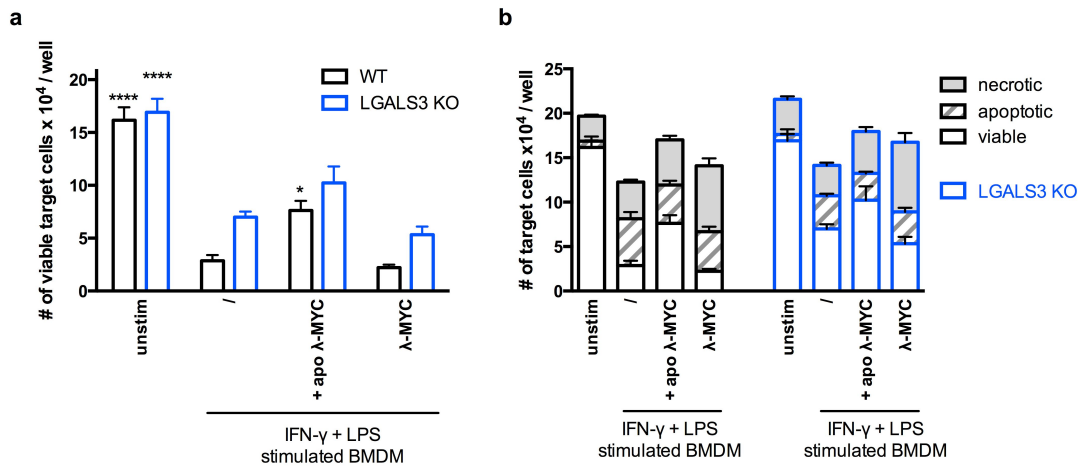 a
# of viable target cells x 10⁴ / well
20
15
10
5
0
****
****
*
WT
LGALS3 KO
unstim
/
+ apo λ-MYC
λ-MYC
IFN-γ + LPS
stimulated BMDM
b
# of target cells x10⁴ / well
25
20
15
10
5
0
necrotic
apoptotic
viable
LGALS3 KO
unstim
/
+ apo λ-MYC
λ-MYC
unstim
/
+ apo λ-MYC
λ-MYC
IFN-γ + LPS
stimulated BMDM
IFN-γ + LPS
stimulated BMDM